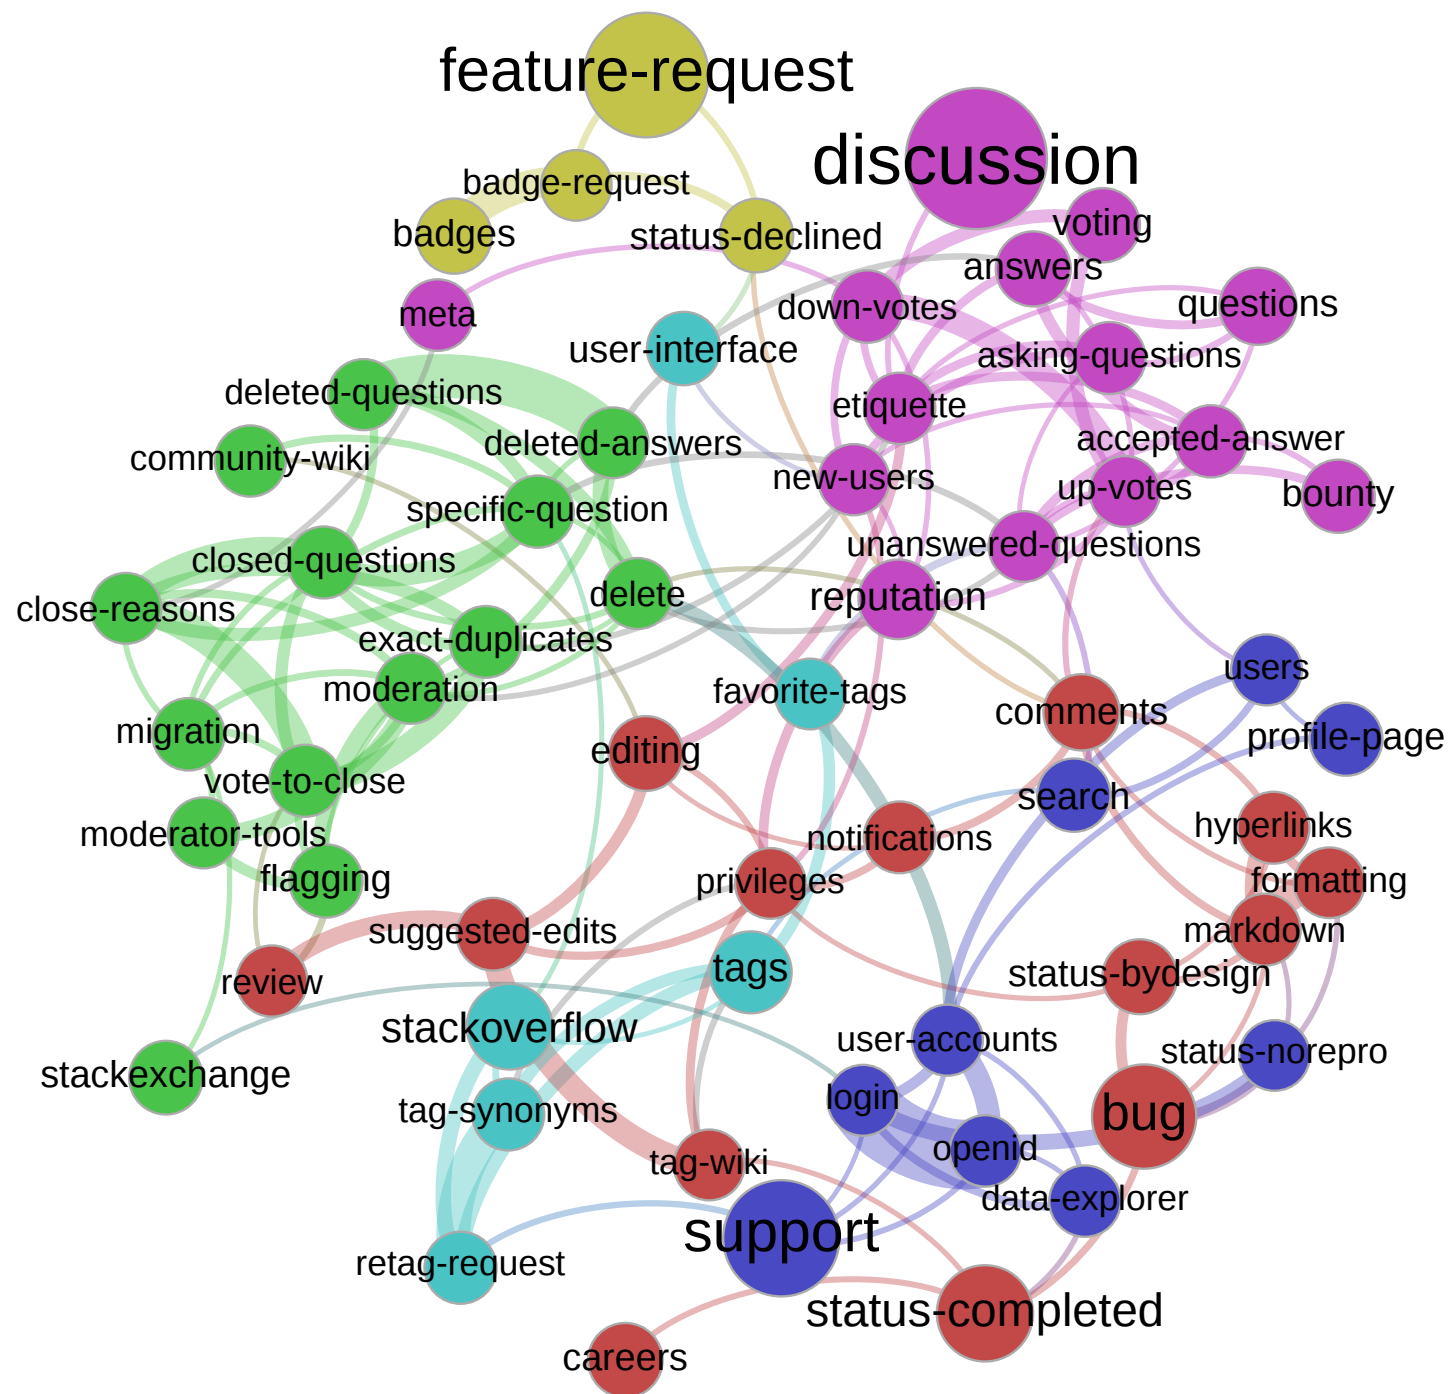 feature-request
discussion
badge-request
badges
status-declined
voting
answers
meta
down-votes
questions
user-interface
asking-questions
deleted-questions
etiquette
deleted-answers
accepted-answer
community-wiki
new-users
up-votes
bounty
specific-question
closed-questions
unanswered-questions
close-reasons
delete
reputation
exact-duplicates
users
moderation
favorite-tags
comments
migration
editing
profile-page
vote-to-close
search
moderator-tools
notifications
hyperlinks
flagging
privileges
formatting
suggested-edits
markdown
review
tags
status-bydesign
stackoverflow
user-accounts
status-norepro
stackexchange
login
tag-synonyms
bug
openid
tag-wiki
data-explorer
support
retag-request
status-completed
careers